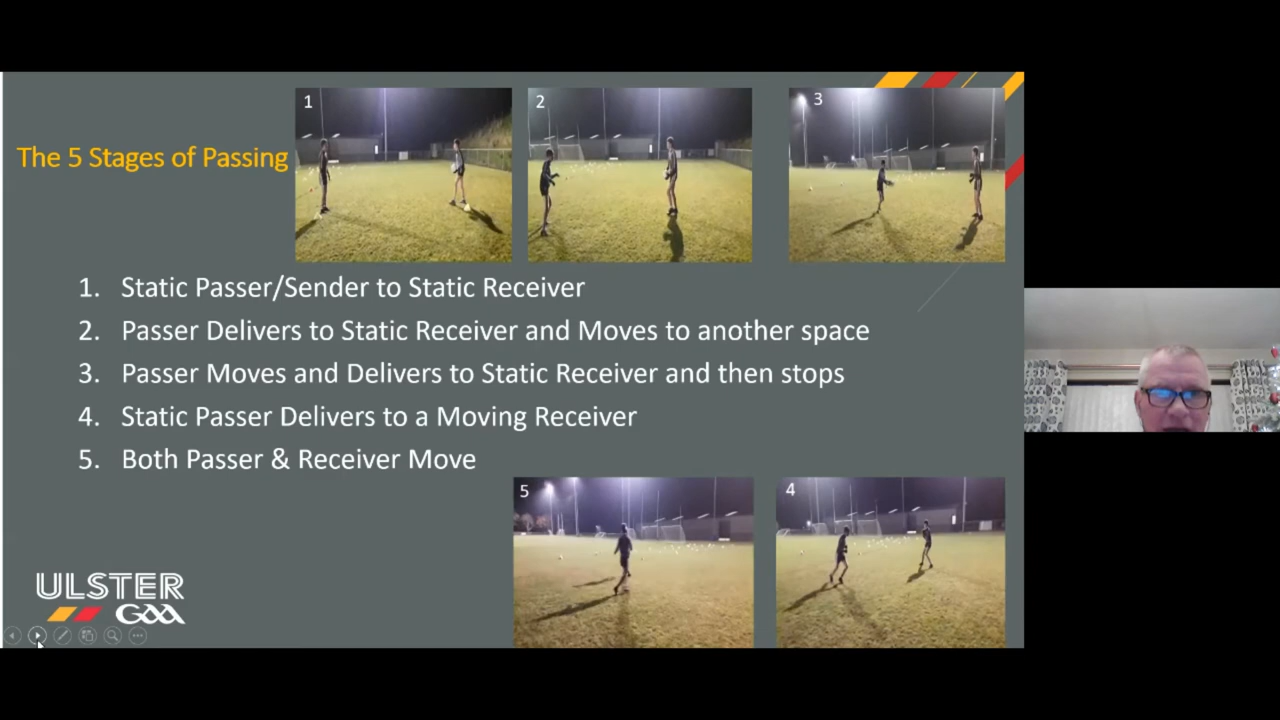 1
2
3
The 5 Stages of Passing
1. Static Passer/Sender to Static Receiver
2. Passer Delivers to Static Receiver and Moves to another space
3. Passer Moves and Delivers to Static Receiver and then stops
4. Static Passer Delivers to a Moving Receiver
5. Both Passer & Receiver Move
5
4
ULSTER
GAA